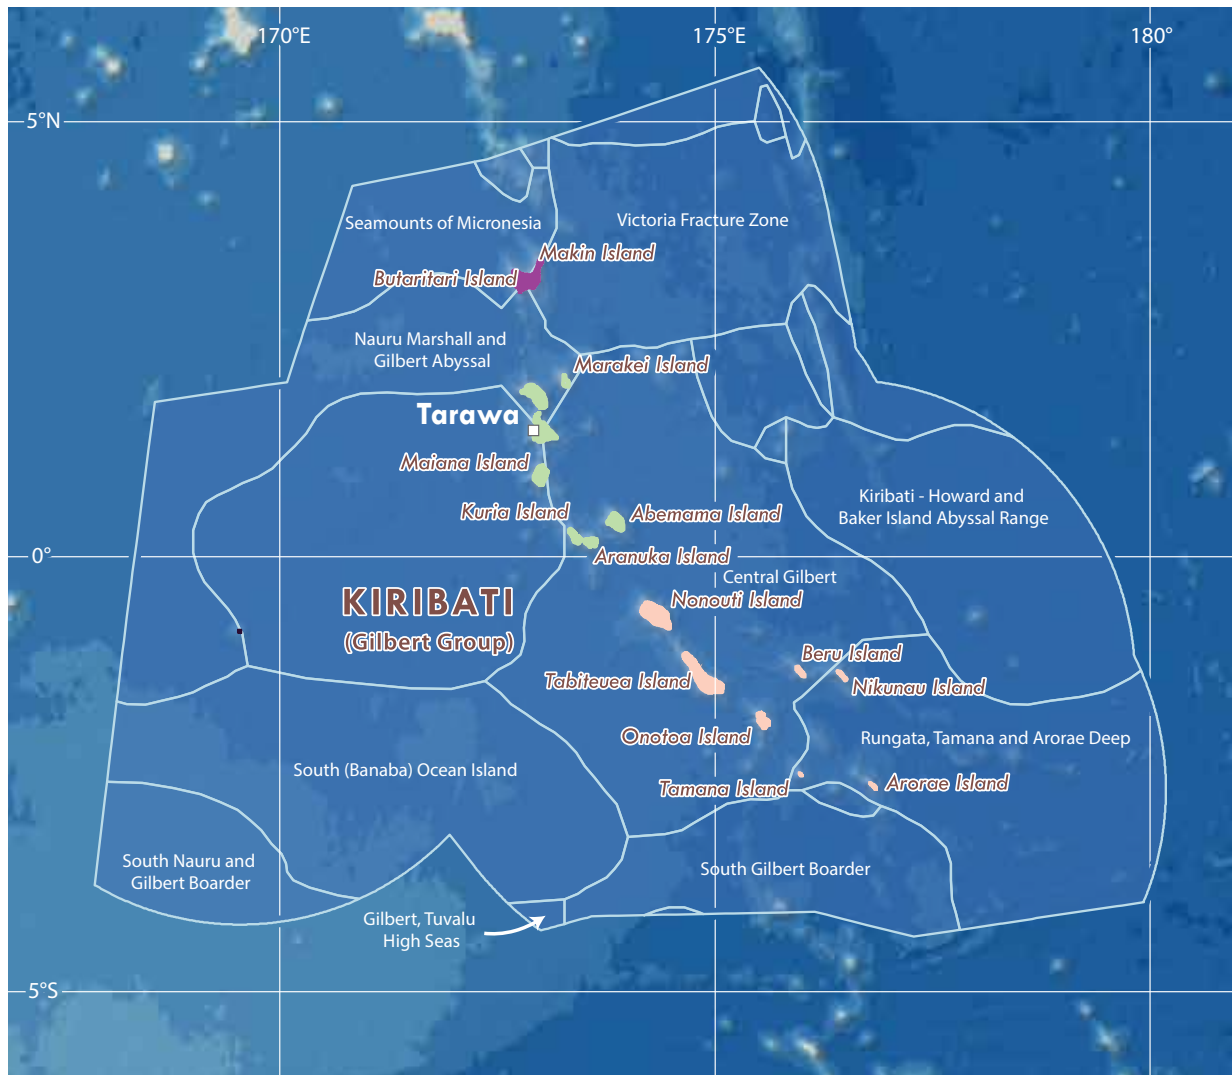 170°E
175°E
180°
5°N
Seamounts of Micronesia
Victoria Fracture Zone
Makin Island
Butaritari Island
Nauru Marshall and
Gilbert Abyssal
Marakei Island
Tarawa
Maiana Island
Kuria Island
Abemama Island
Kiribati - Howard and
Baker Island Abyssal Range
0°
Aranuka Island
Central Gilbert
KIRIBATI
(Gilbert Group)
Nonouti Island
Beru Island
Tabiteuea Island
Nikunau Island
Onotoa Island
Rungata, Tamana and Arorae Deep
South (Banaba) Ocean Island
Tamana Island
Arorae Island
South Nauru and
Gilbert Boarder
South Gilbert Boarder
Gilbert, Tuvalu
High Seas
5°S